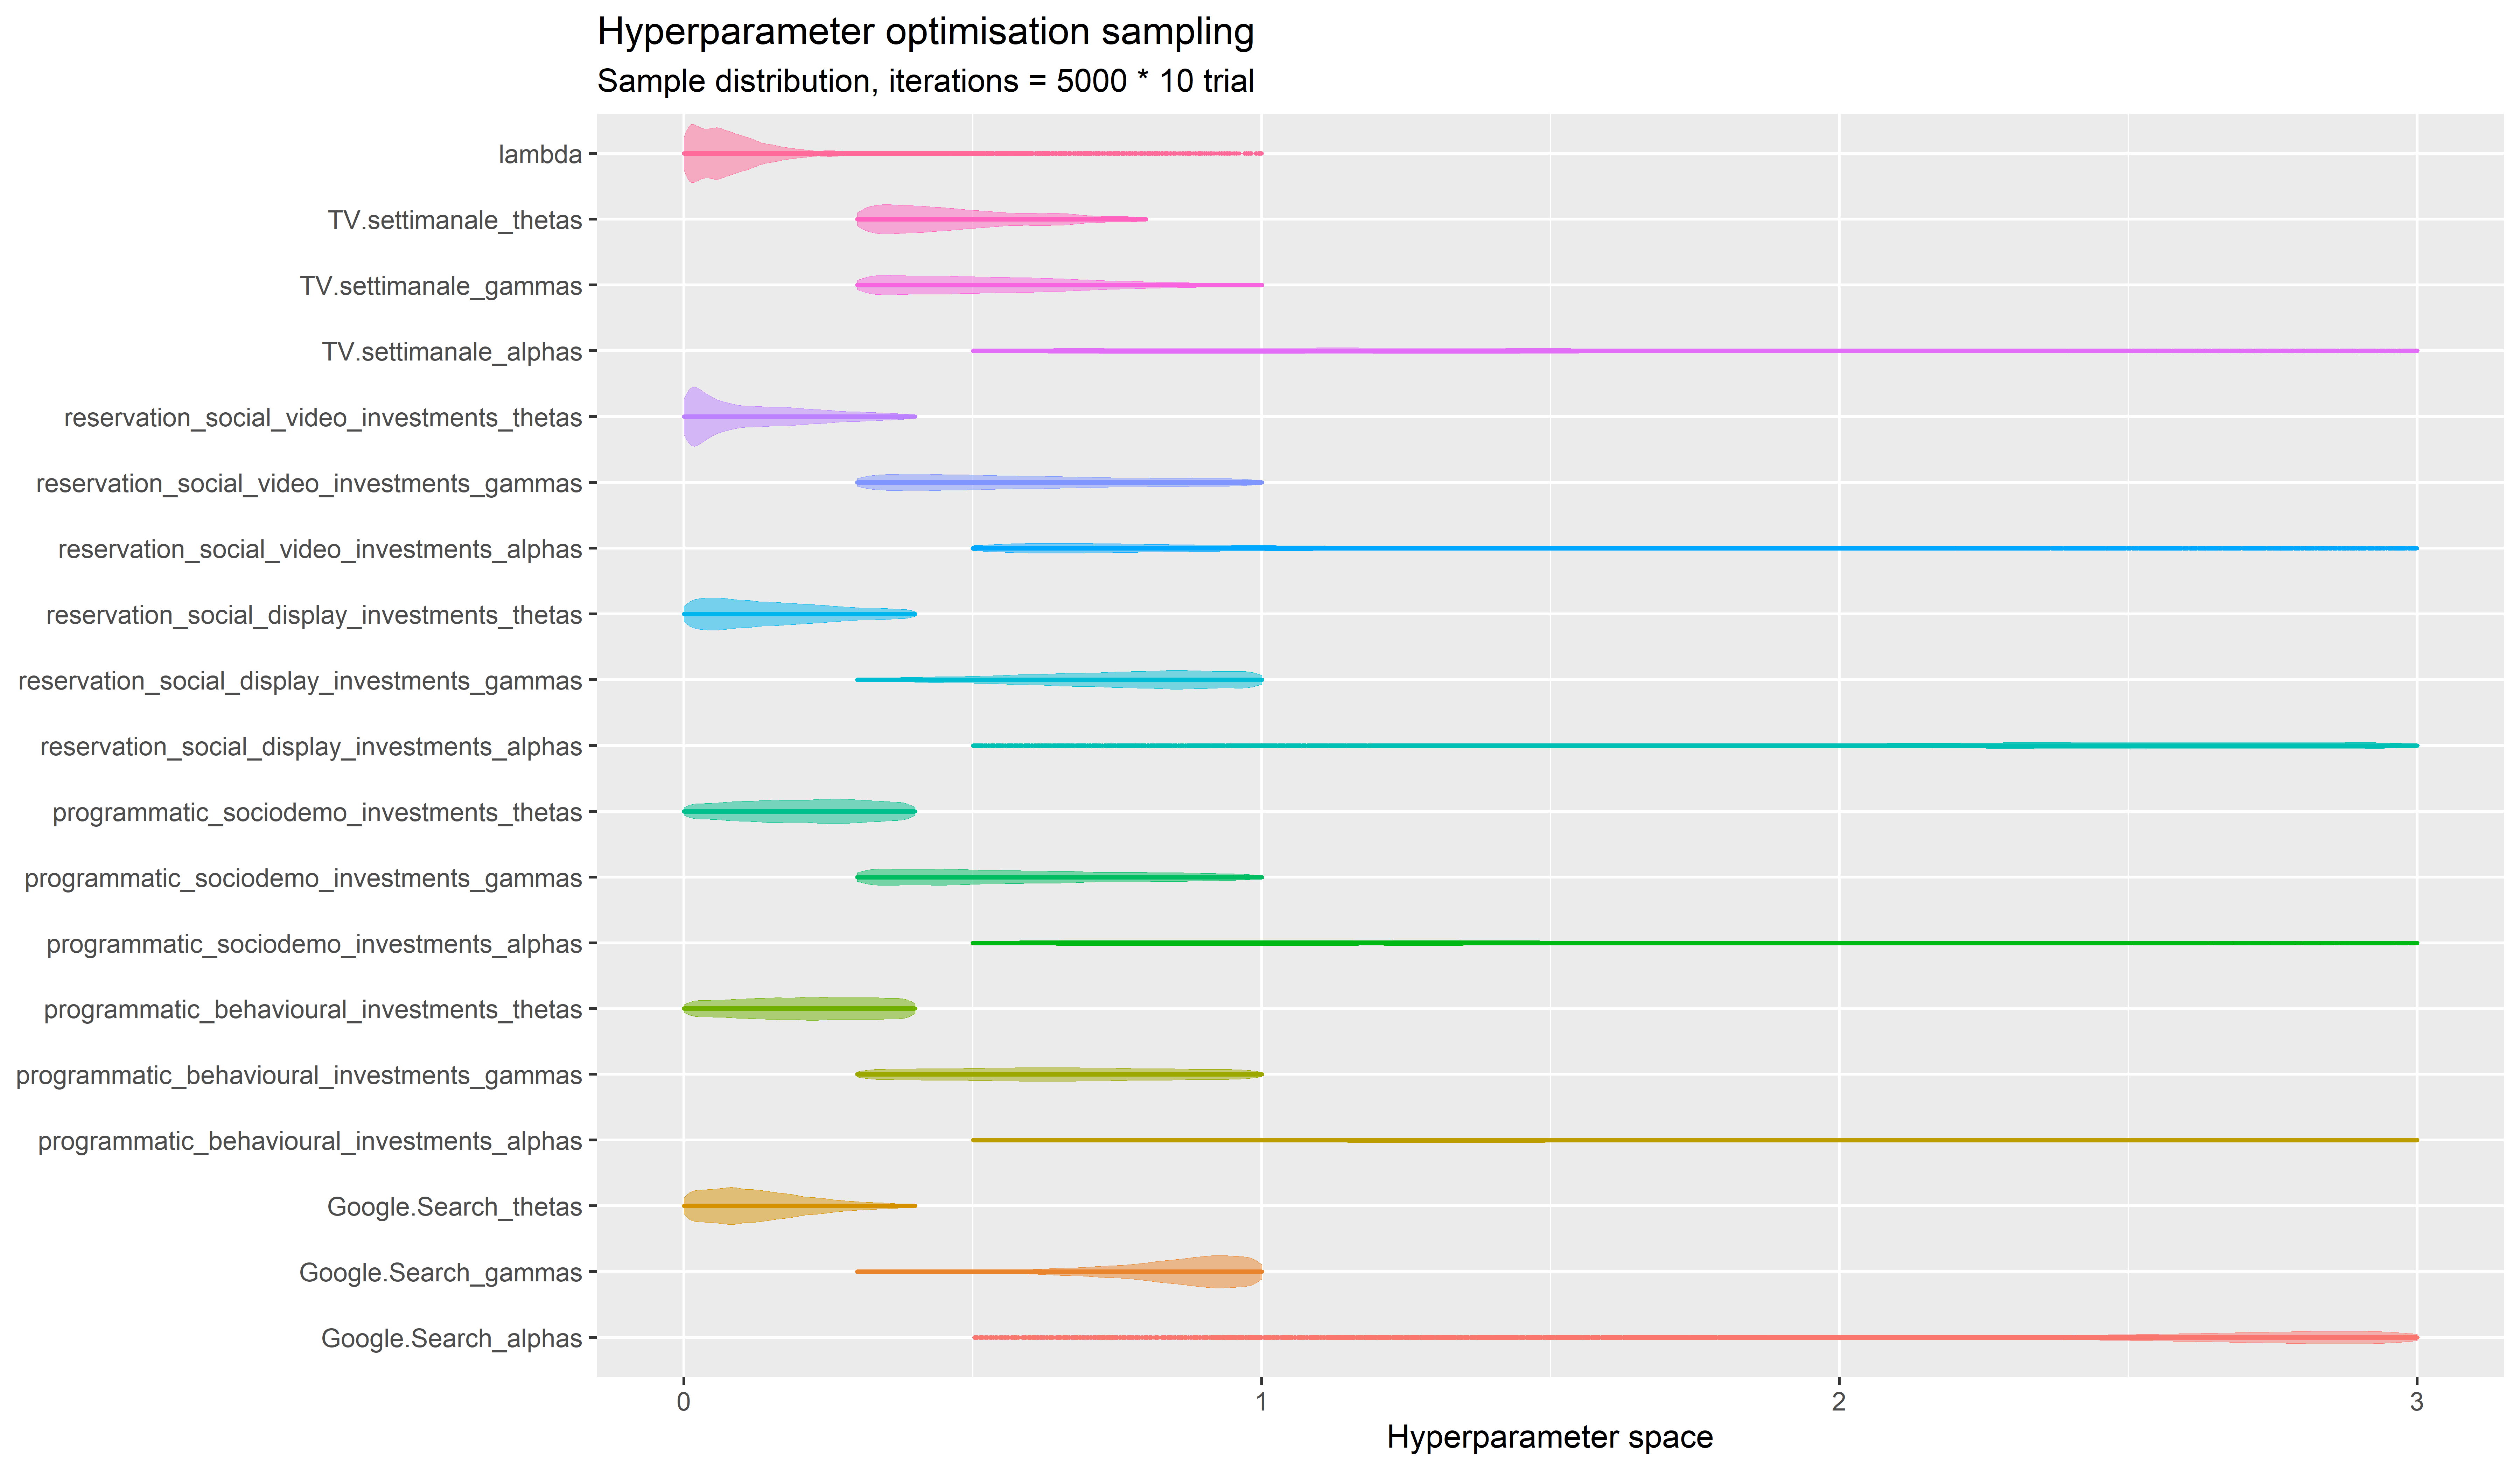 Hyperparameter optimisation sampling
Sample distribution, iterations = 5000 * 10 trial
lambda
TV.settimanale_thetas
TV.settimanale_gammas
TV.settimanale_alphas
reservation_social_video_investments_thetas
reservation_social_video_investments_gammas
reservation_social_video_investments_alphas
reservation_social_display_investments_thetas
reservation_social_display_investments_gammas
reservation_social_display_investments_alphas
programmatic_sociodemo_investments_thetas
programmatic_sociodemo_investments_gammas
programmatic_sociodemo_investments_alphas
programmatic_behavioural_investments_thetas
programmatic_behavioural_investments_gammas
programmatic_behavioural_investments_alphas
Google.Search_thetas
Google.Search_gammas
Google.Search_alphas
0 1 2 3
Hyperparameter space